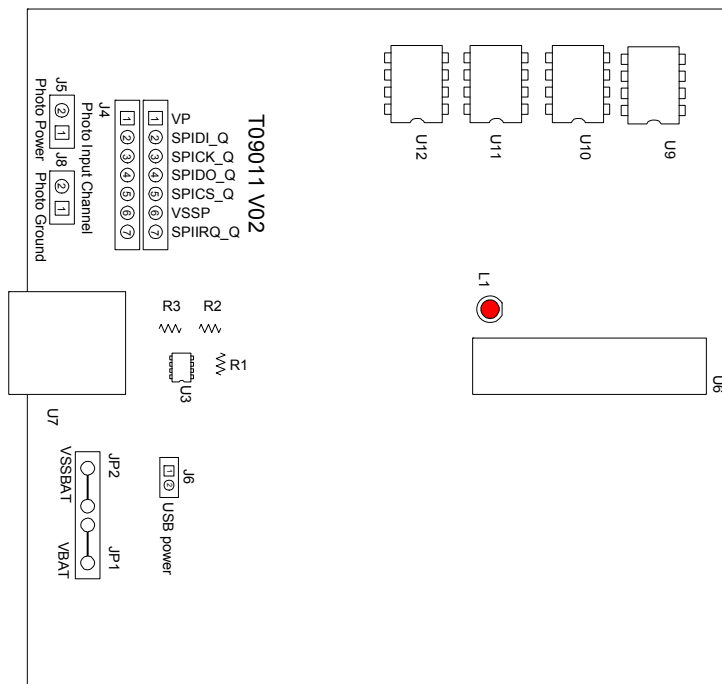 J5
Photo Power
2
1
J8
Photo Ground
2
1
J4
Photo Input Channel
1
2
3
4
5
6
7
1
2
3
4
5
6
7
VP
SPIDI_Q
SPICK_Q
SPIDO_Q
SPICS_Q
VSSP
SPIIRQ_Q
T09011 V02
U12
U11
U10
U9
L1
U6
R3
R2
R1
U3
U7
JP2
VSSBAT
JP1
VBAT
J6
1
2
USB power